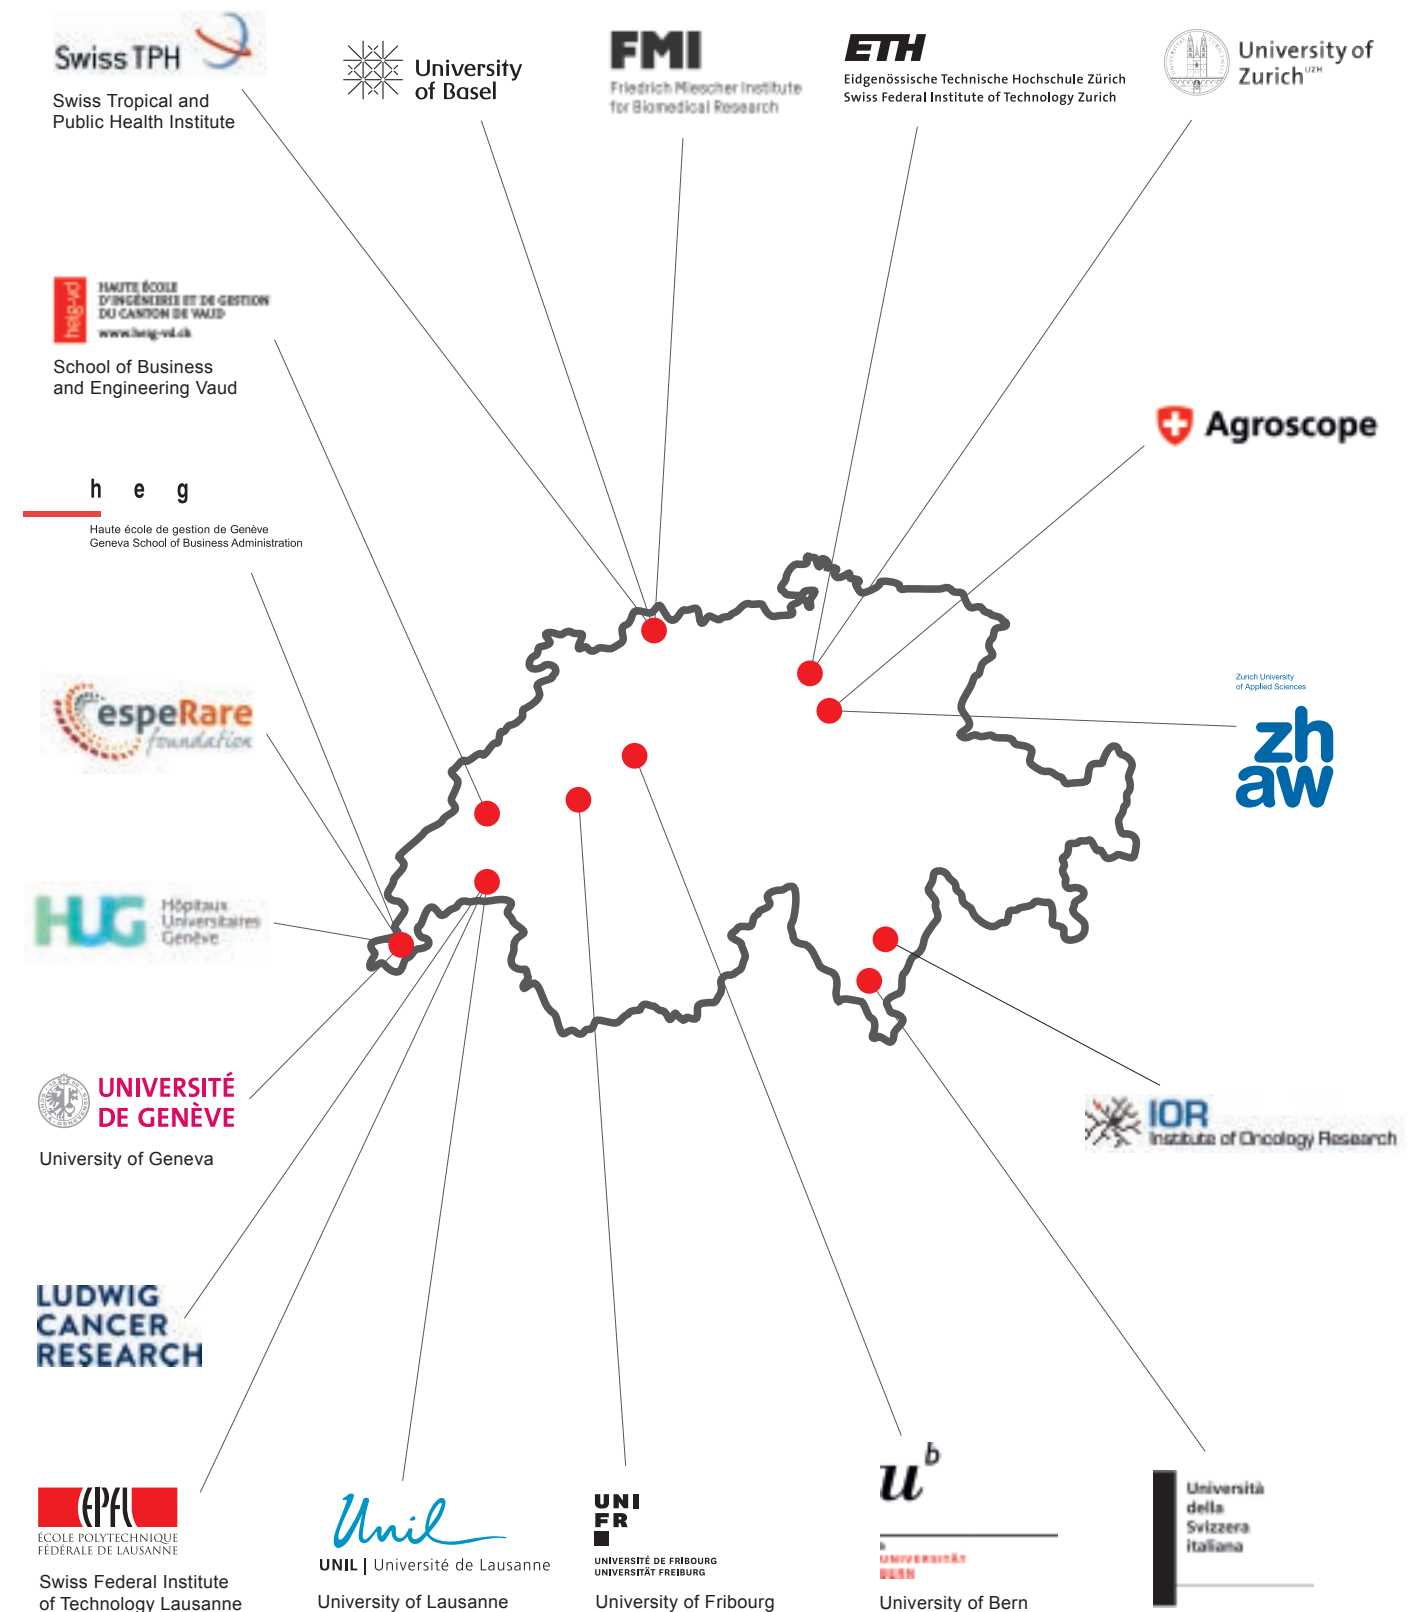 Swiss TPH
Swiss Tropical and
Public Health Institute
University
of Basel
FMI
Friedrich Miescher Institute
for Biomedical Research
ETH
Eidgenössische Technische Hochschule Zürich
Swiss Federal Institute of Technology Zurich
University of
Zurich UZH
heig-vd
HAUTE ÉCOLE
D'INGÉNIERIE ET DE GESTION
DU CANTON DE VAUD
www.heig-vd.ch
School of Business
and Engineering Vaud
Agroscope
h e g
Haute école de gestion de Genève
Geneva School of Business Administration
espeRare
foundation
Zurich University
of Applied Sciences
zh
aw
HUG
Hôpitaux
Universitaires
Genève
UNIVERSITÉ
DE GENÈVE
University of Geneva
IOR
Institute of Oncology Research
LUDWIG
CANCER
RESEARCH
EPFL
ÉCOLE POLYTECHNIQUE
FÉDÉRALE DE LAUSANNE
Swiss Federal Institute
of Technology Lausanne
Unil
UNIL | Université de Lausanne
University of Lausanne
UNI
FR
UNIVERSITÉ DE FRIBOURG
UNIVERSITÄT FREIBURG
University of Fribourg
u b
b
UNIVERSITÄT
BERN
University of Bern
Università
della
Svizzera
italiana